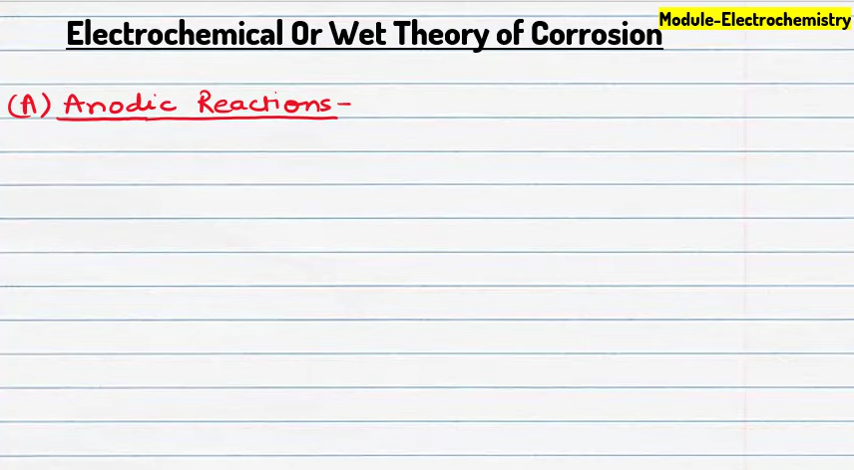 Module-Electrochemistry
Electrochemical Or Wet Theory of Corrosion
(A) Anodic Reactions-